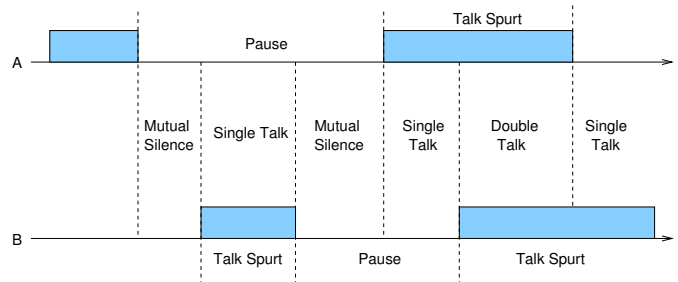 Talk Spurt
Pause
A
Mutual
Silence
Single Talk
Mutual
Silence
Single
Talk
Double
Talk
Single
Talk
B
Talk Spurt
Pause
Talk Spurt